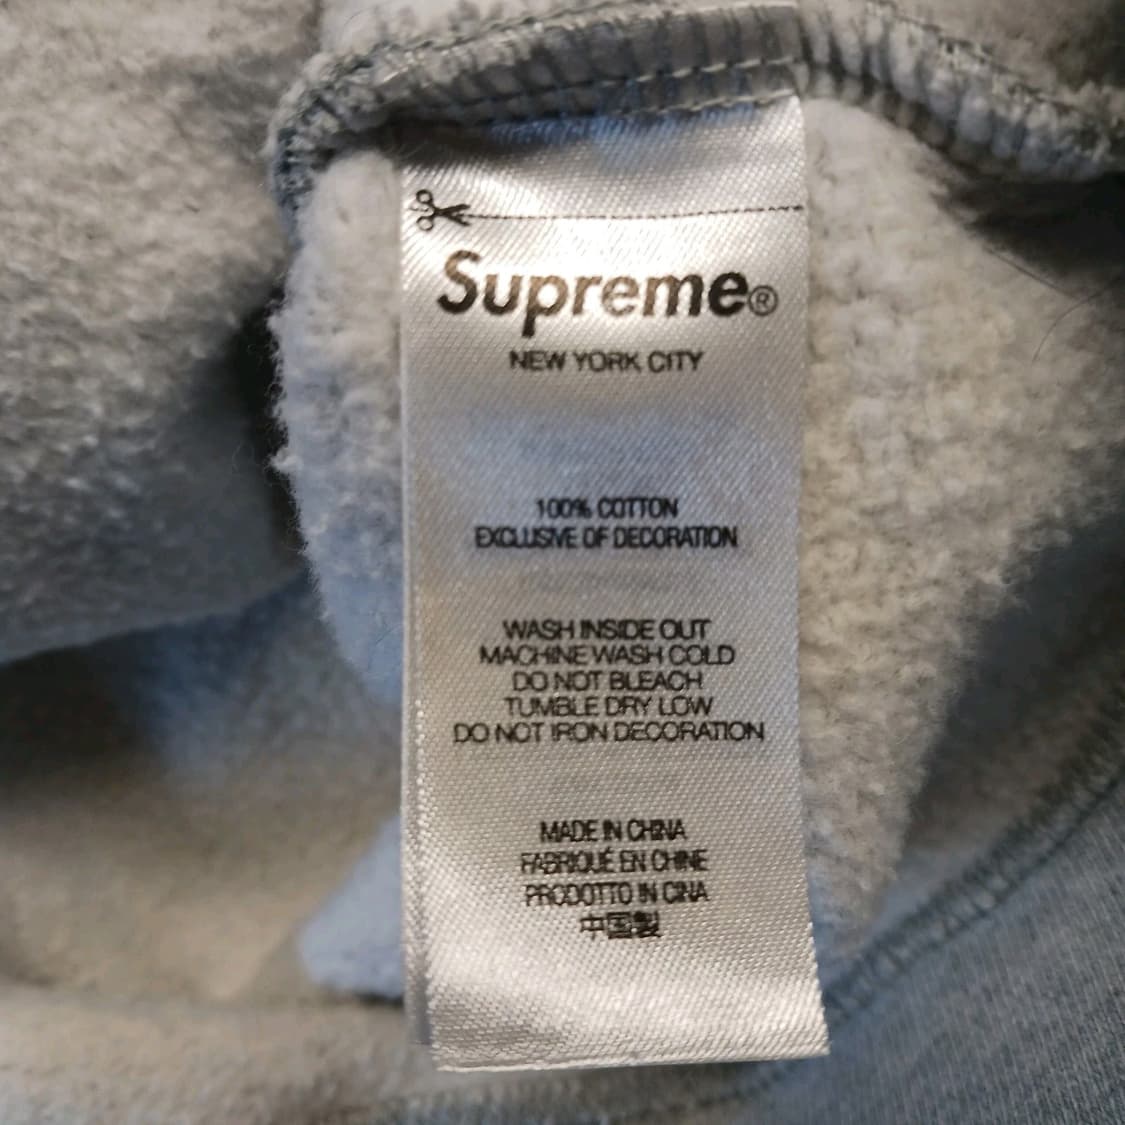 Supreme®
NEW YORK CITY
100% COTTON
EXCLUSIVE OF DECORATION
WASH INSIDE OUT
MACHINE WASH COLD
DO NOT BLEACH
TUMBLE DRY LOW
DO NOT IRON DECORATION
MADE IN CHINA
FABRIQUÉ EN CHINE
PRODOTTO IN CINA
中国製